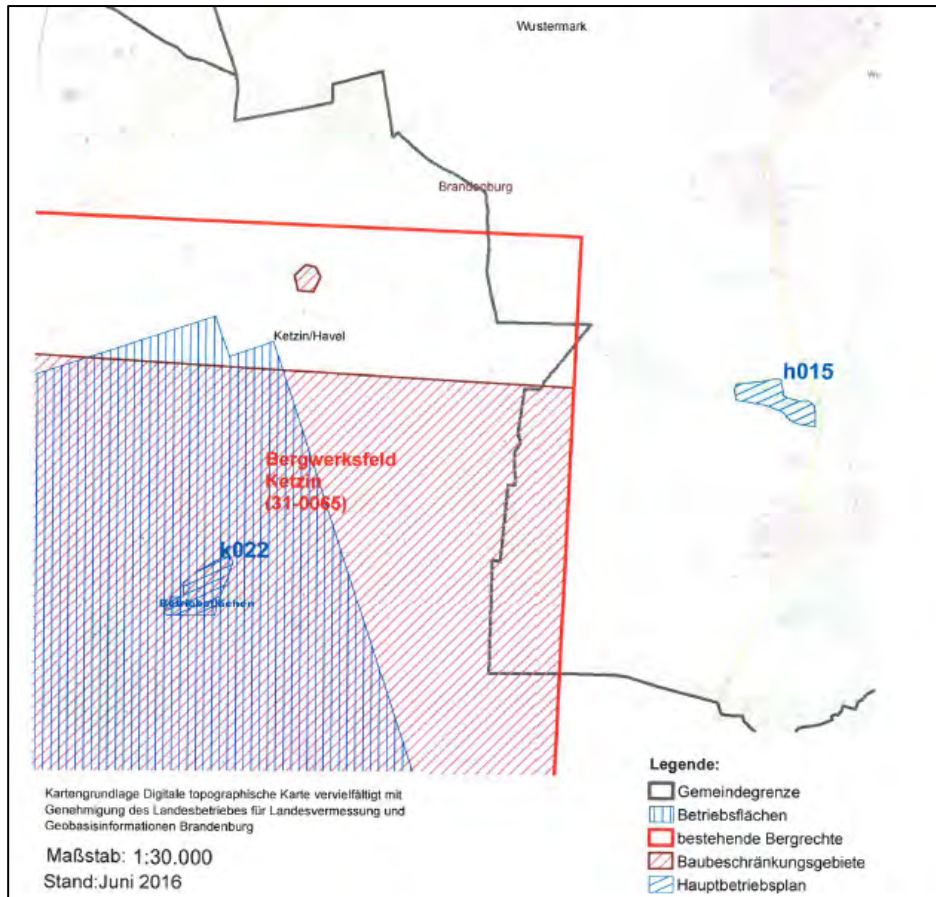 Wustermark
Brandenburg
Ketzin/Havel
h015
Bergwerksfeld
Ketzin
(31-0065)
k022
Betriebsflächen
Legende:
Gemeindegrenze
Betriebsflächen
bestehende Bergrechte
Baubeschränkungsgebiete
Hauptbetriebsplan
Kartengrundlage Digitale topographische Karte vervielfältigt mit
Genehmigung des Landesbetriebes für Landesvermessung und
Geobasisinformationen Brandenburg
Maßstab: 1:30.000
Stand:Juni 2016